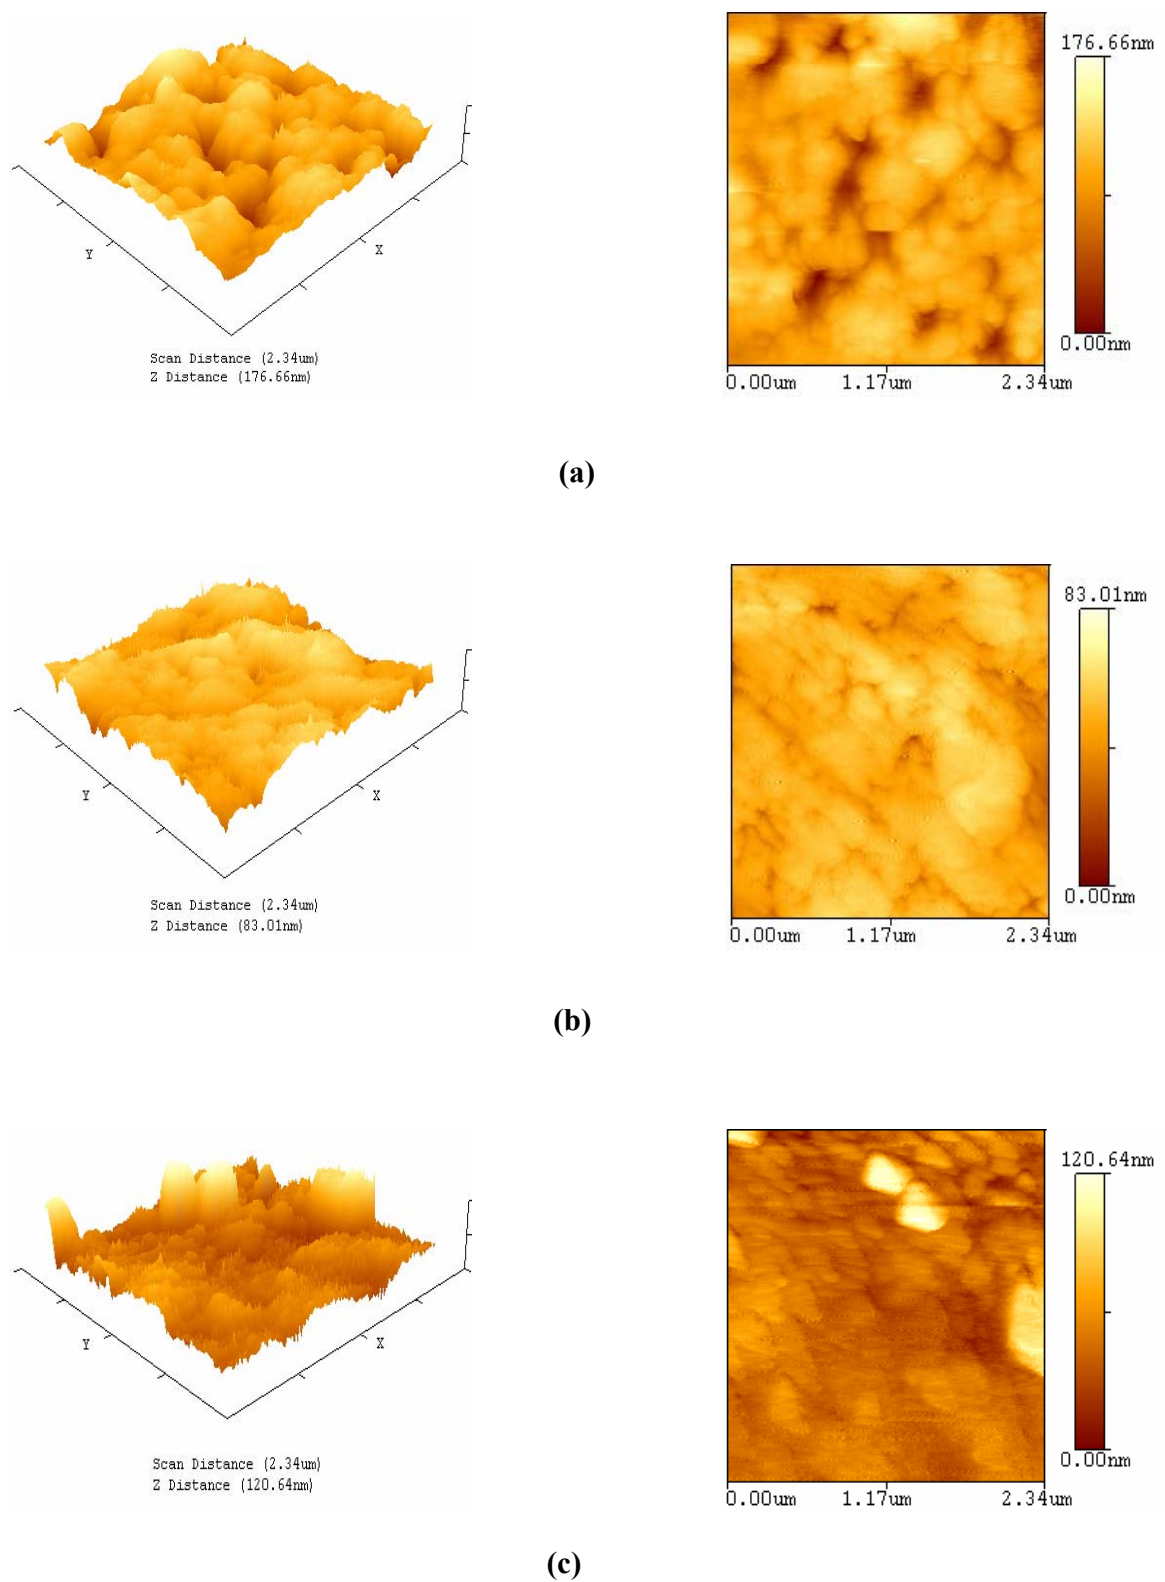 176.66nm
Y
X
Scan Distance (2.34um)
Z Distance (176.66nm)
0.00nm
0.00um 1.17um 2.34um
(a)
83.01nm
Y
X
Scan Distance (2.34um)
Z Distance (83.01nm)
0.00nm
0.00um 1.17um 2.34um
(b)
120.64nm
Y
X
Scan Distance (2.34um)
Z Distance (120.64nm)
0.00nm
0.00um 1.17um 2.34um
(c)